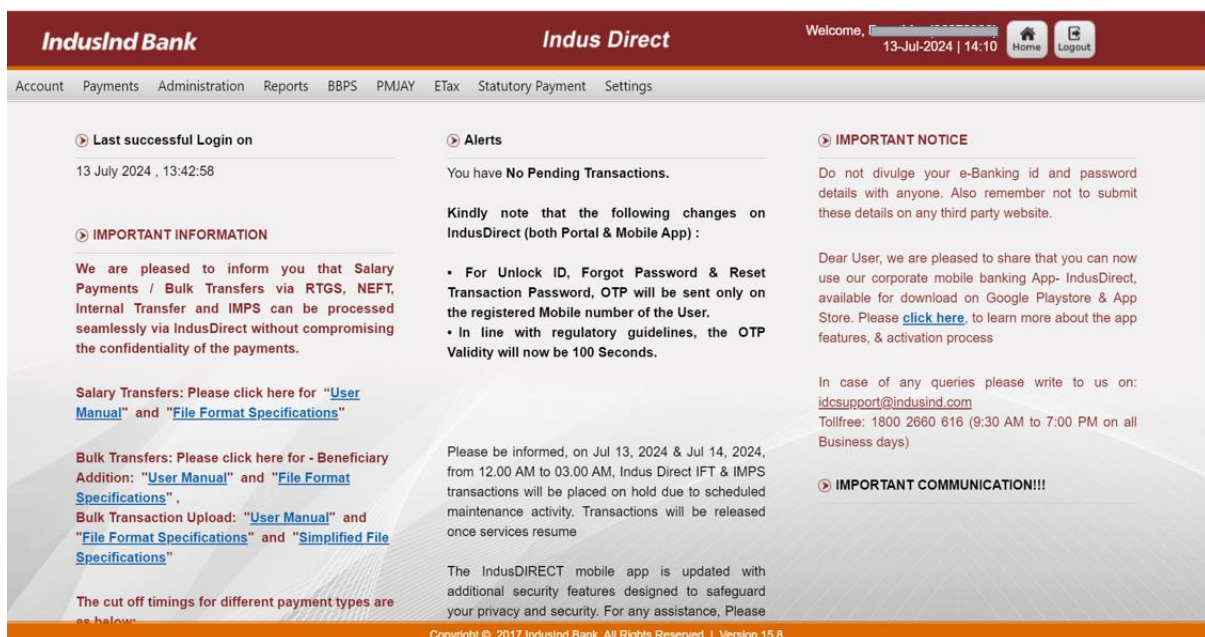 IndusInd Bank
Indus Direct
Welcome,
13-Jul-2024 | 14:10
Home
Logout
Account Payments Administration Reports BBPS PMJAY ETax Statutory Payment Settings
Last successful Login on
13 July 2024 , 13:42:58
IMPORTANT INFORMATION
We are pleased to inform you that Salary
Payments / Bulk Transfers via RTGS, NEFT,
Internal Transfer and IMPS can be processed
seamlessly via IndusDirect without compromising
the confidentiality of the payments.
Salary Transfers: Please click here for “User
Manual" and "File Format Specifications"
Bulk Transfers: Please click here for - Beneficiary
Addition: "User Manual" and "File Format
Specifications" ,
Bulk Transaction Upload: "User Manual" and
"File Format Specifications" and "Simplified File
Specifications"
The cut off timings for different payment types are
as below:
Alerts
You have No Pending Transactions.
Kindly note that the following changes on
IndusDirect (both Portal & Mobile App) :
• For Unlock ID, Forgot Password & Reset
Transaction Password, OTP will be sent only on
the registered Mobile number of the User.
• In line with regulatory guidelines, the OTP
Validity will now be 100 Seconds.
Please be informed, on Jul 13, 2024 & Jul 14, 2024,
from 12.00 AM to 03.00 AM, Indus Direct IFT & IMPS
transactions will be placed on hold due to scheduled
maintenance activity. Transactions will be released
once services resume
The IndusDIRECT mobile app is updated with
additional security features designed to safeguard
your privacy and security. For any assistance, Please
IMPORTANT NOTICE
Do not divulge your e-Banking id and password
details with anyone. Also remember not to submit
these details on any third party website.
Dear User, we are pleased to share that you can now
use our corporate mobile banking App- IndusDirect,
available for download on Google Playstore & App
Store. Please click here, to learn more about the app
features, & activation process
In case of any queries please write to us on:
idcsupport@indusind.com
Tollfree: 1800 2660 616 (9:30 AM to 7:00 PM on all
Business days)
IMPORTANT COMMUNICATION!!!
Copyright © 2017 IndusInd Bank. All Rights Reserved. | Version 15.8